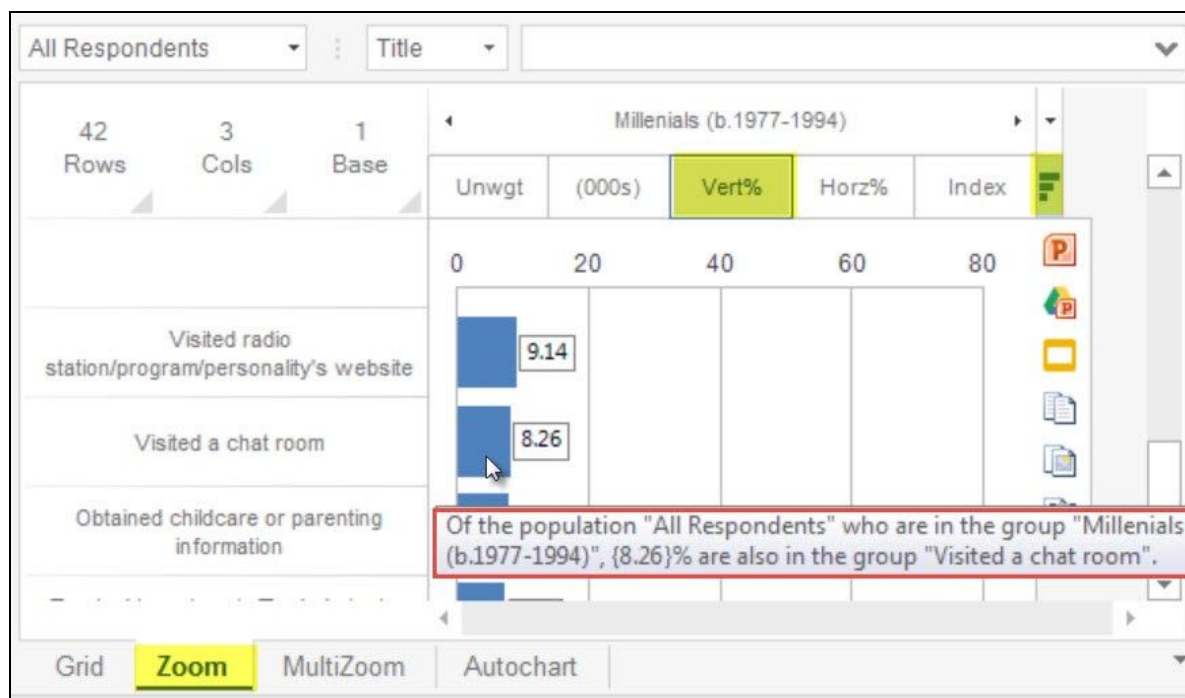 All Respondents
Title
42
Rows
3
Cols
1
Base
Millenials (b.1977-1994)
Unwgt
(000s)
Vert%
Horz%
Index
0 20 40 60 80
Visited radio
station/program/personality's website
9.14
Visited a chat room
8.26
Obtained childcare or parenting
information
Of the population "All Respondents" who are in the group "Millenials
(b.1977-1994)", {8.26}% are also in the group "Visited a chat room".
Grid
Zoom
MultiZoom
Autochart